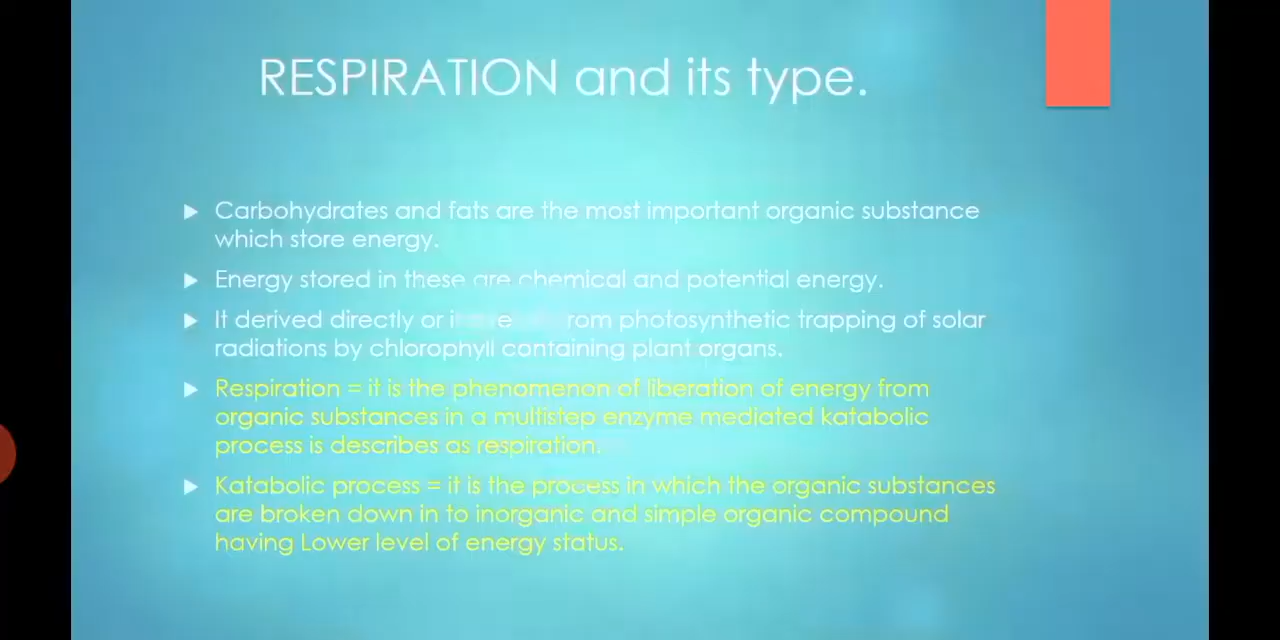 RESPIRATION and its type.
Carbohydrates and fats are the most important organic substance
which store energy.
Energy stored in these are chemical and potential energy.
It derived directly or photosynthetic trapping of solar
radiations by chlorophyll containing plant organs.
Respiration = it is the phenomenon of liberation of energy from
organic substances in a multistep enzyme mediated katabolic
process is describes as respiration.
Katabolic process = it is the process in which the organic substances
are broken down in to inorganic and simple organic compound
having Lower level of energy status.